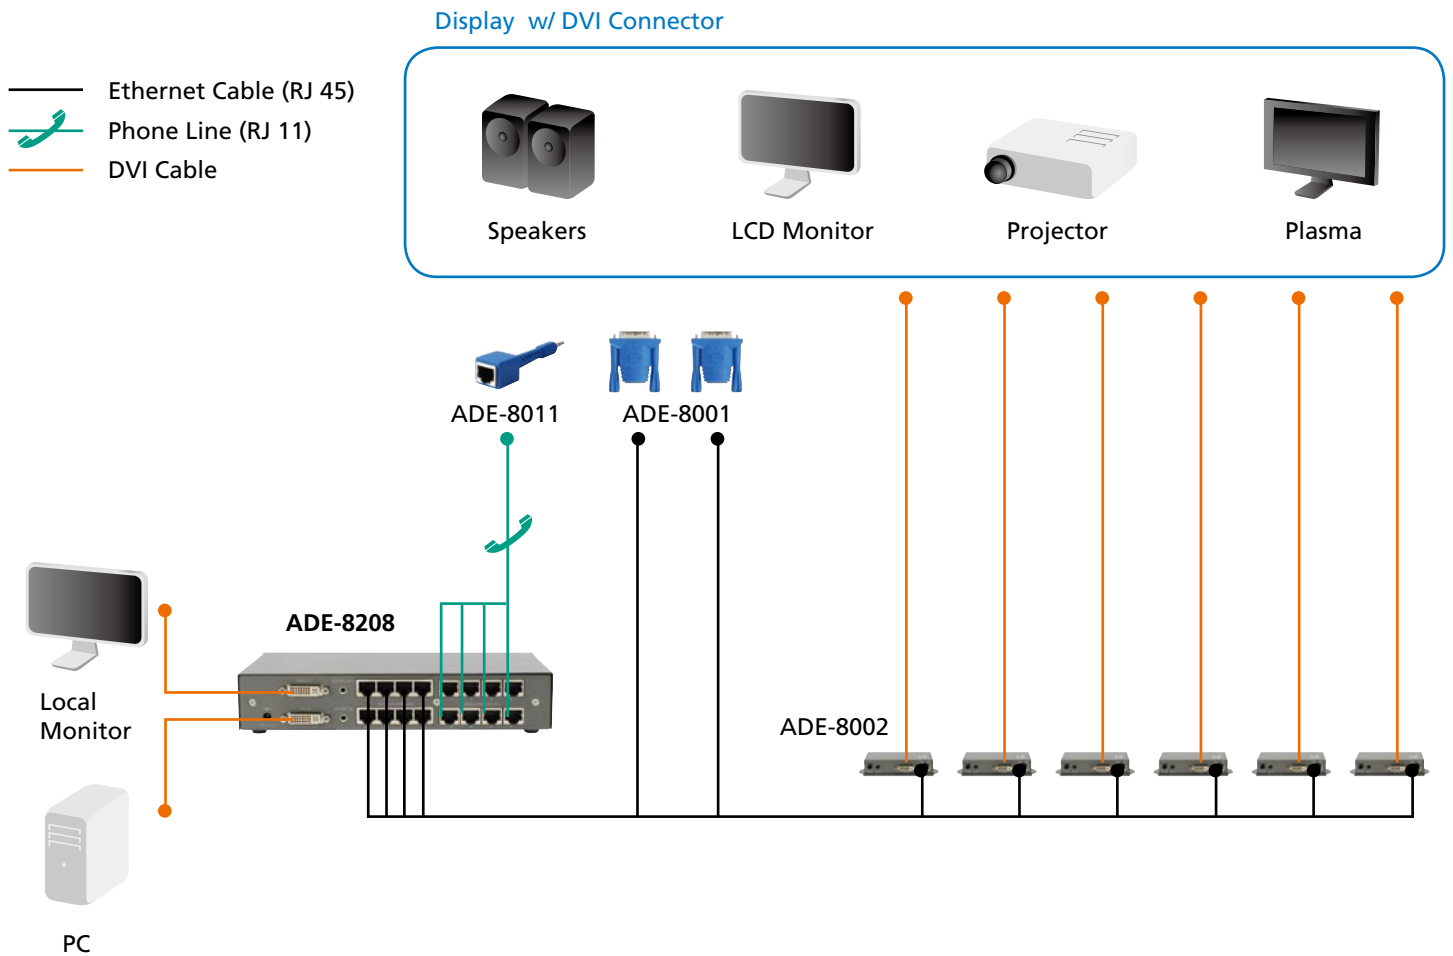 Display w/ DVI Connector
Ethernet Cable (RJ 45)
Phone Line (RJ 11)
DVI Cable
Speakers
LCD Monitor
Projector
Plasma
ADE-8011
ADE-8001
ADE-8208
Local
Monitor
ADE-8002
PC